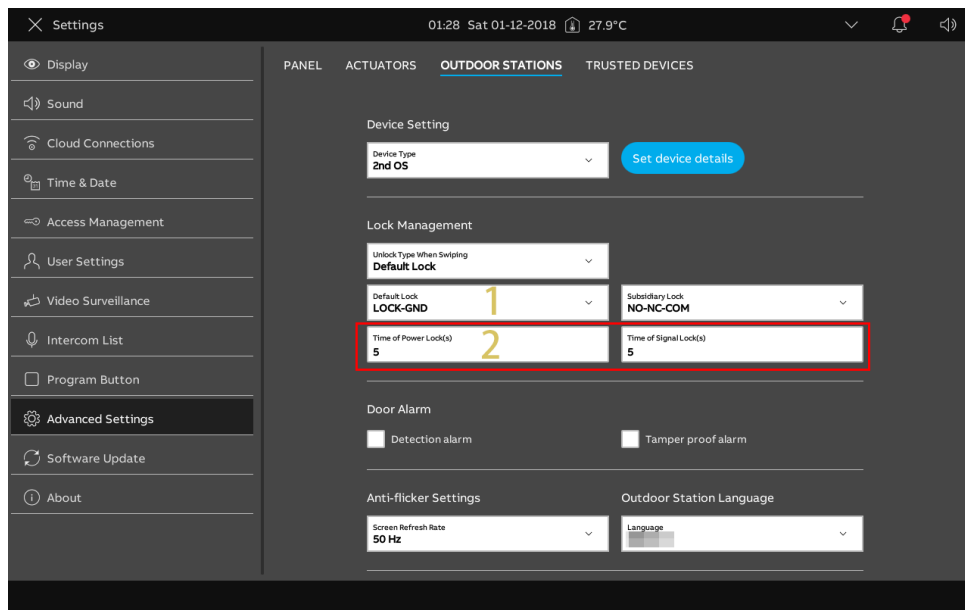 Settings
01:28 Sat 01-12-2018 27.9°C
Display
Sound
Cloud Connections
Time & Date
Access Management
User Settings
Video Surveillance
Intercom List
Program Button
Advanced Settings
Software Update
About
PANEL ACTUATORS OUTDOOR STATIONS TRUSTED DEVICES
Device Setting
Device Type
2nd OS
Set device details
Lock Management
Unlock Type When Swiping
Default Lock
Default Lock
LOCK-GND
1
Subsidiary Lock
NO-NC-COM
Time of Power Lock(s)
5
2
Time of Signal Lock(s)
5
Door Alarm
Detection alarm
Tamper proof alarm
Anti-flicker Settings
Screen Refresh Rate
50 Hz
Outdoor Station Language
Language